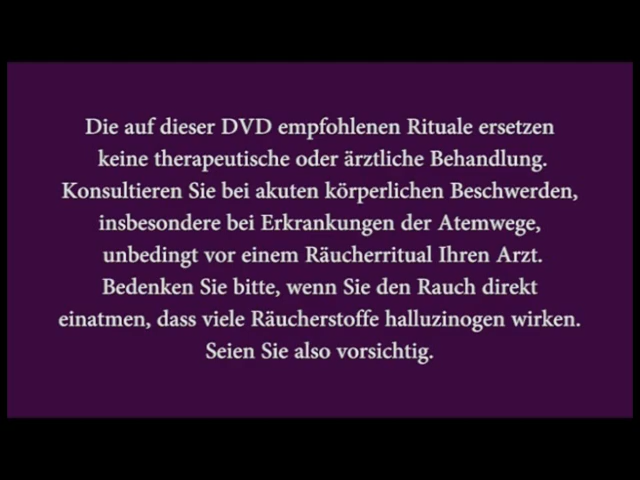 Die auf dieser DVD empfohlenen Rituale ersetzen
keine therapeutische oder ärztliche Behandlung.
Konsultieren Sie bei akuten körperlichen Beschwerden,
insbesondere bei Erkrankungen der Atemwege,
unbedingt vor einem Räucherritual Ihren Arzt.
Bedenken Sie bitte, wenn Sie den Rauch direkt
einatmen, dass viele Räucherstoffe halluzinogen wirken.
Seien Sie also vorsichtig.